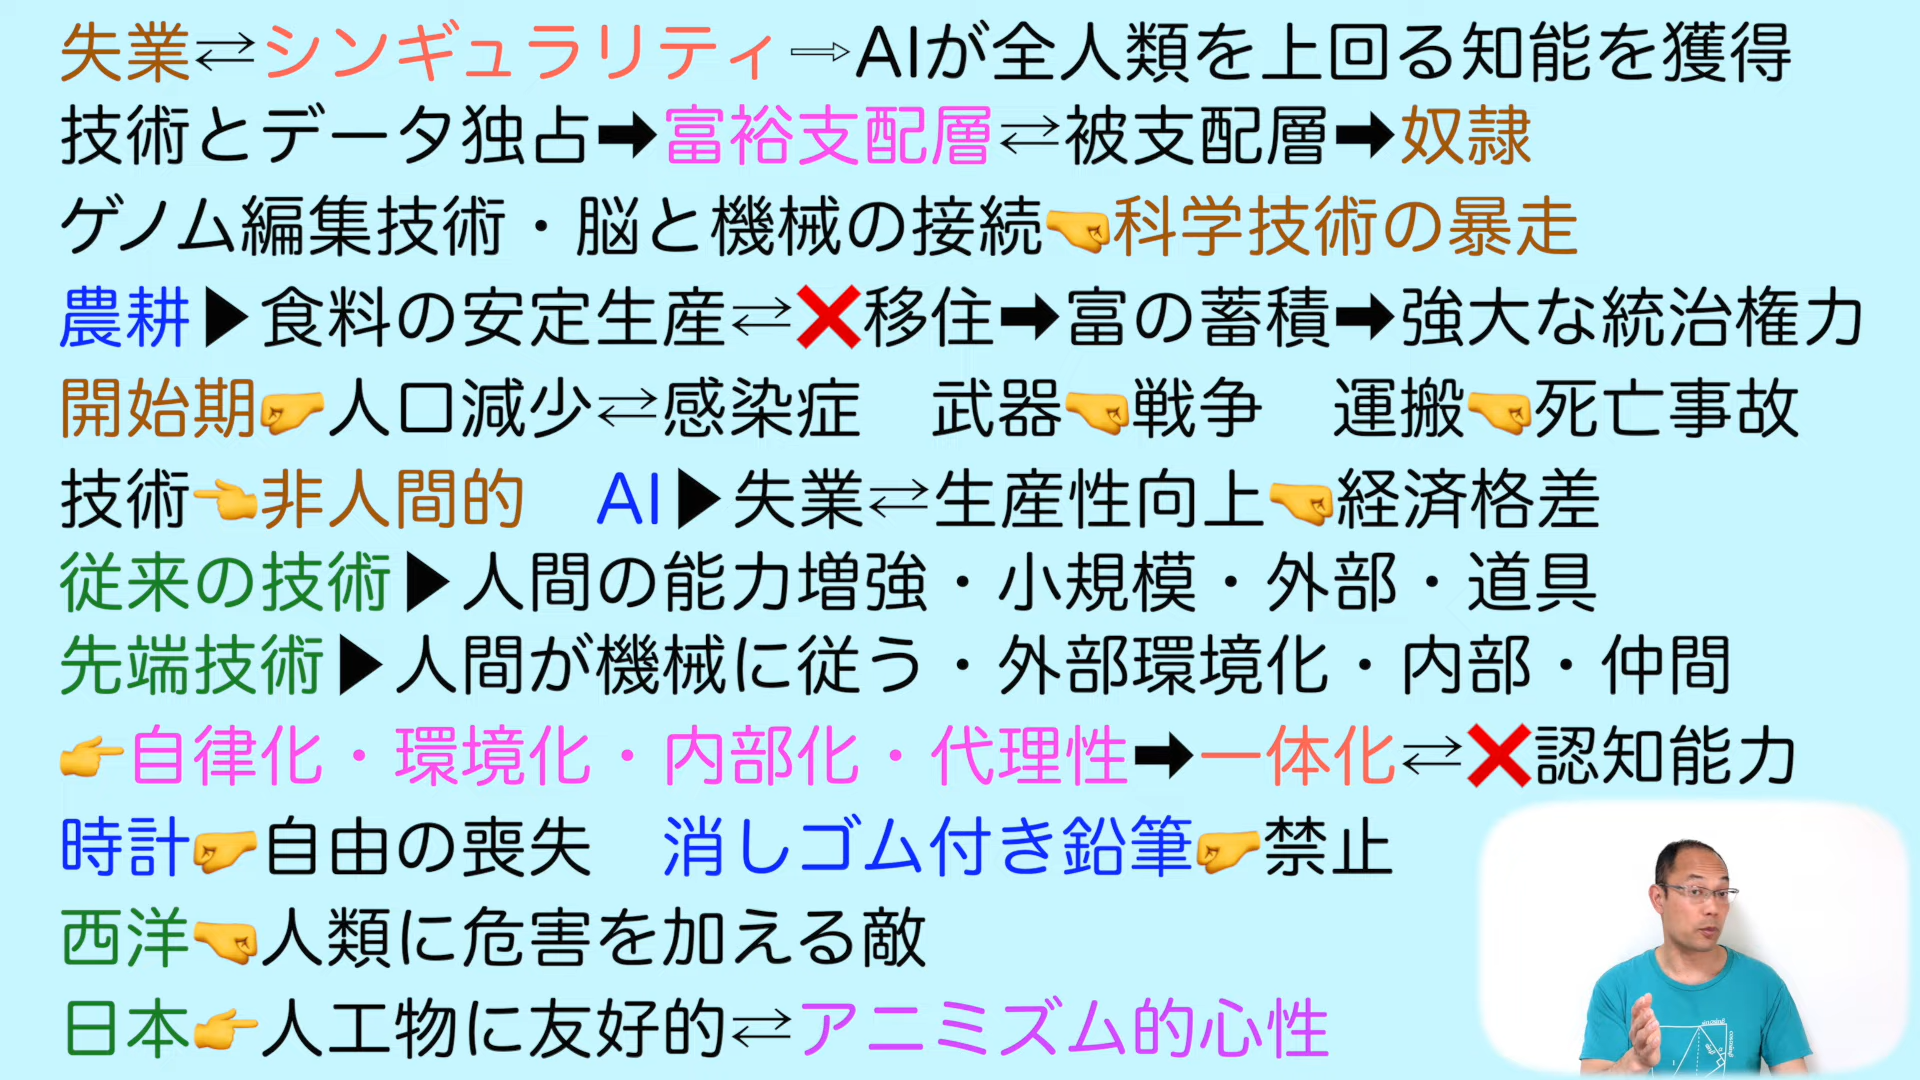 失業⇄シンギュラリティ⇨AIが全人類を上回る知能を獲得
技術とデータ独占➡富裕支配層⇄被支配層➡奴隷
ゲノム編集技術・脳と機械の接続🤜科学技術の暴走
農耕▶食料の安定生産⇄❌移住➡富の蓄積➡強大な統治権力
開始期🤛人口減少⇄感染症　武器🤜戦争　運搬🤜死亡事故
技術👈非人間的　AI▶失業⇄生産性向上🤜経済格差
従来の技術▶人間の能力増強・小規模・外部・道具
先端技術▶人間が機械に従う・外部環境化・内部・仲間
👉自律化・環境化・内部化・代理性➡一体化⇄❌認知能力
時計🤛自由の喪失　消しゴム付き鉛筆🤛禁止
西洋🤜人類に危害を加える敵
日本👉人工物に友好的⇄アニミズム的心性